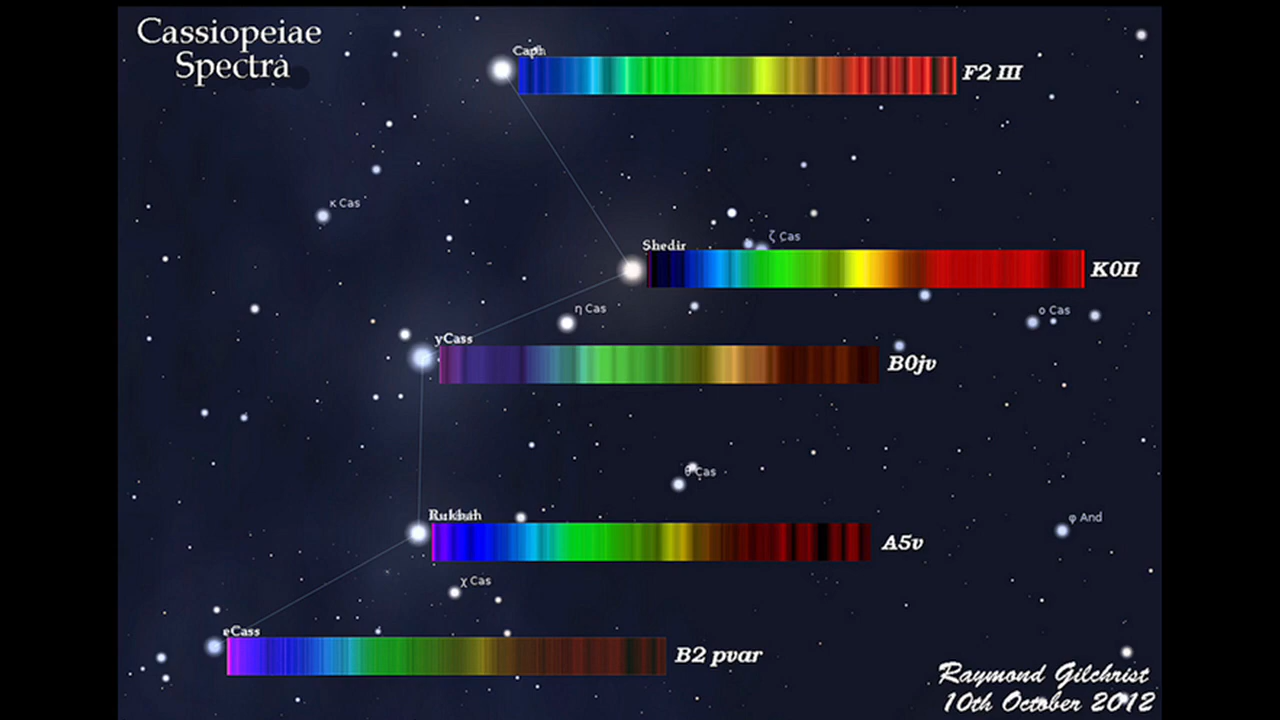 Cassiopeiae
Spectra
Caph
F2 III
κ Cas
ζ Cas
Shedir
K0II
η Cas
ο Cas
γCass
B0jv
θ Cas
Rukbah
φ And
A5v
χ Cas
eCass
B2 pvar
Raymond Gilchrist
10th October 2012